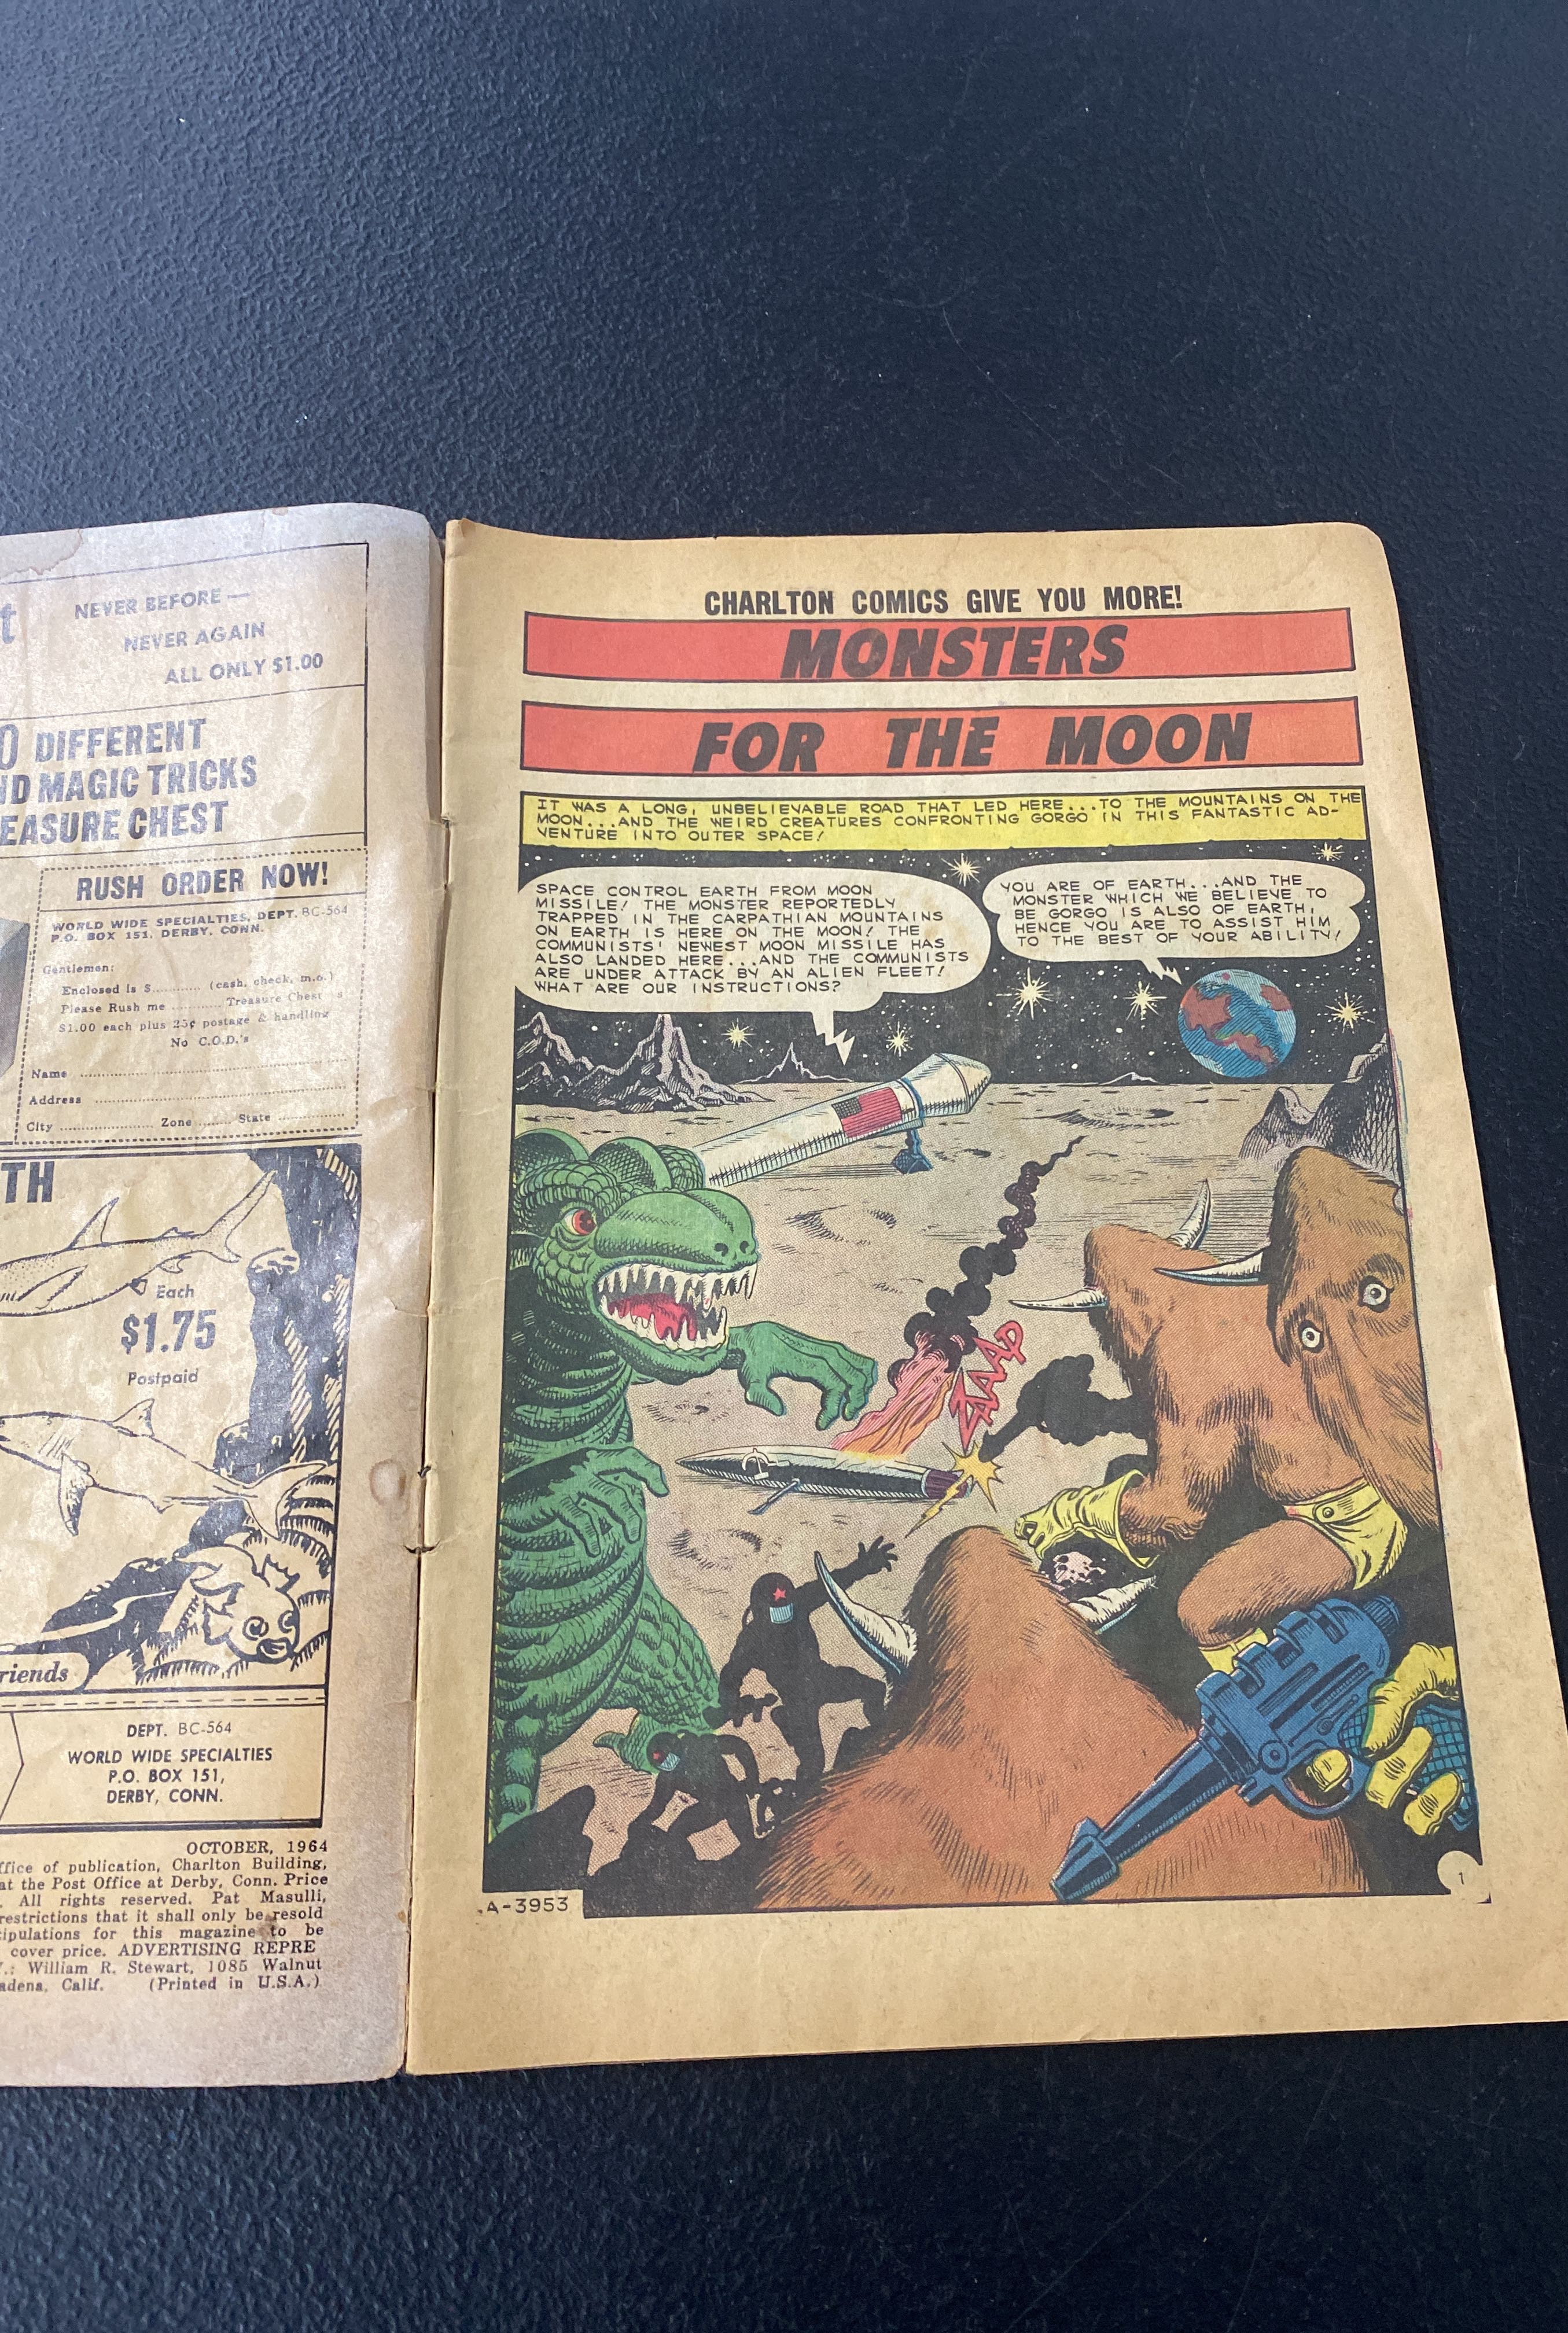 t
NEVER BEFORE —
NEVER AGAIN
ALL ONLY $1.00
0 DIFFERENT
ND MAGIC TRICKS
EASURE CHEST
RUSH ORDER NOW!
WORLD WIDE SPECIALTIES, DEPT. BC-564
P.O. BOX 151, DERBY, CONN.
Gentlemen:
Enclosed is $.......... (cash, check, m.o.)
Please Rush me .......... Treasure Chest s
$1.00 each plus 25¢ postage & handling
No C.O.D.'s
Name ..........
Address ..........
City .......... Zone ........ State ..........
TH
Each
$1.75
Postpaid
riends
DEPT. BC-564
WORLD WIDE SPECIALTIES
P.O. BOX 151,
DERBY, CONN.
OCTOBER, 1964
ffice of publication, Charlton Building,
at the Post Office at Derby, Conn. Price
. All rights reserved. Pat Masulli,
restrictions that it shall only be resold
tipulations for this magazine to be
cover price. ADVERTISING REPRE
.: William R. Stewart, 1085 Walnut
adena, Calif. (Printed in U.S.A.)
CHARLTON COMICS GIVE YOU MORE!
MONSTERS
FOR THE MOON
IT WAS A LONG, UNBELIEVABLE ROAD THAT LED HERE...TO THE MOUNTAINS ON THE
MOON...AND THE WEIRD CREATURES CONFRONTING GORGO IN THIS FANTASTIC AD-
VENTURE INTO OUTER SPACE!
SPACE CONTROL EARTH FROM MOON
MISSILE! THE MONSTER REPORTEDLY
TRAPPED IN THE CARPATHIAN MOUNTAINS
ON EARTH IS HERE ON THE MOON! THE
COMMUNISTS' NEWEST MOON MISSILE HAS
ALSO LANDED HERE...AND THE COMMUNISTS
ARE UNDER ATTACK BY AN ALIEN FLEET!
WHAT ARE OUR INSTRUCTIONS?
YOU ARE OF EARTH...AND THE
MONSTER WHICH WE BELIEVE TO
BE GORGO IS ALSO OF EARTH,
HENCE YOU ARE TO ASSIST HIM
TO THE BEST OF YOUR ABILITY!
ZAAAP
A-3953
1